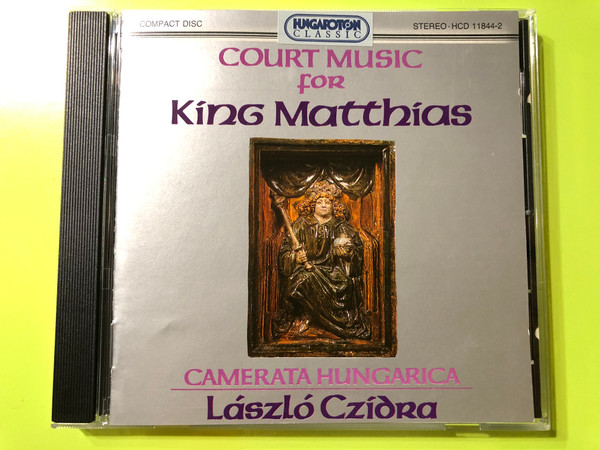 COMPACT DISC
HUNGAROTON
CLASSIC
STEREO · HCD 11844-2
COURT MUSIC
for
King Matthias
CAMERATA HUNGARICA
László Czidra